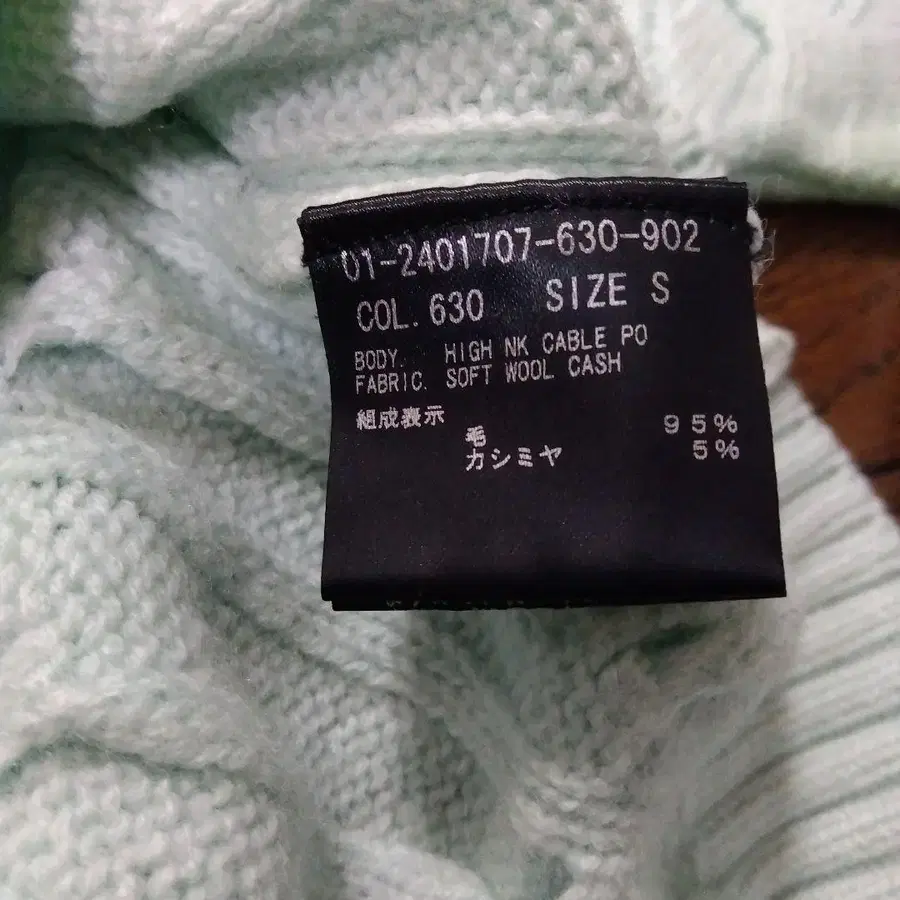 01-2401707-630-902
COL. 630 SIZE S
BODY. HIGH NK CABLE PO
FABRIC. SOFT WOOL CASH
組成表示
毛 95%
カシミヤ 5%